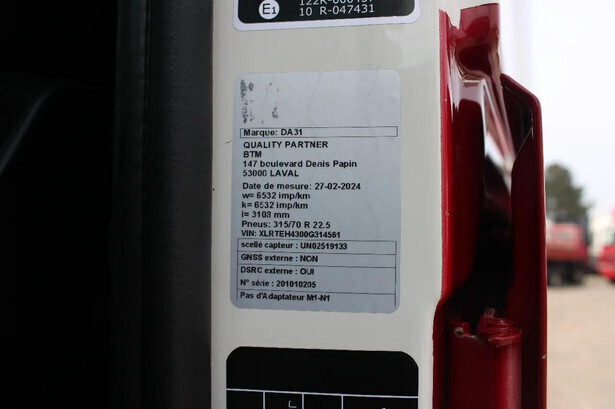 E1
10 R-047431
Marque: DA31
QUALITY PARTNER
BTM
147 boulevard Denis Papin
53000 LAVAL
Date de mesure: 27-02-2024
w= 6532 imp/km
k= 6532 imp/km
l= 3103 mm
Pneus: 315/70 R 22.5
VIN: XLRTEH4300G314561
scellé capteur : UN02519133
GNSS externe : NON
DSRC externe : OUI
N° série : 201010205
Pas d'Adaptateur M1-N1